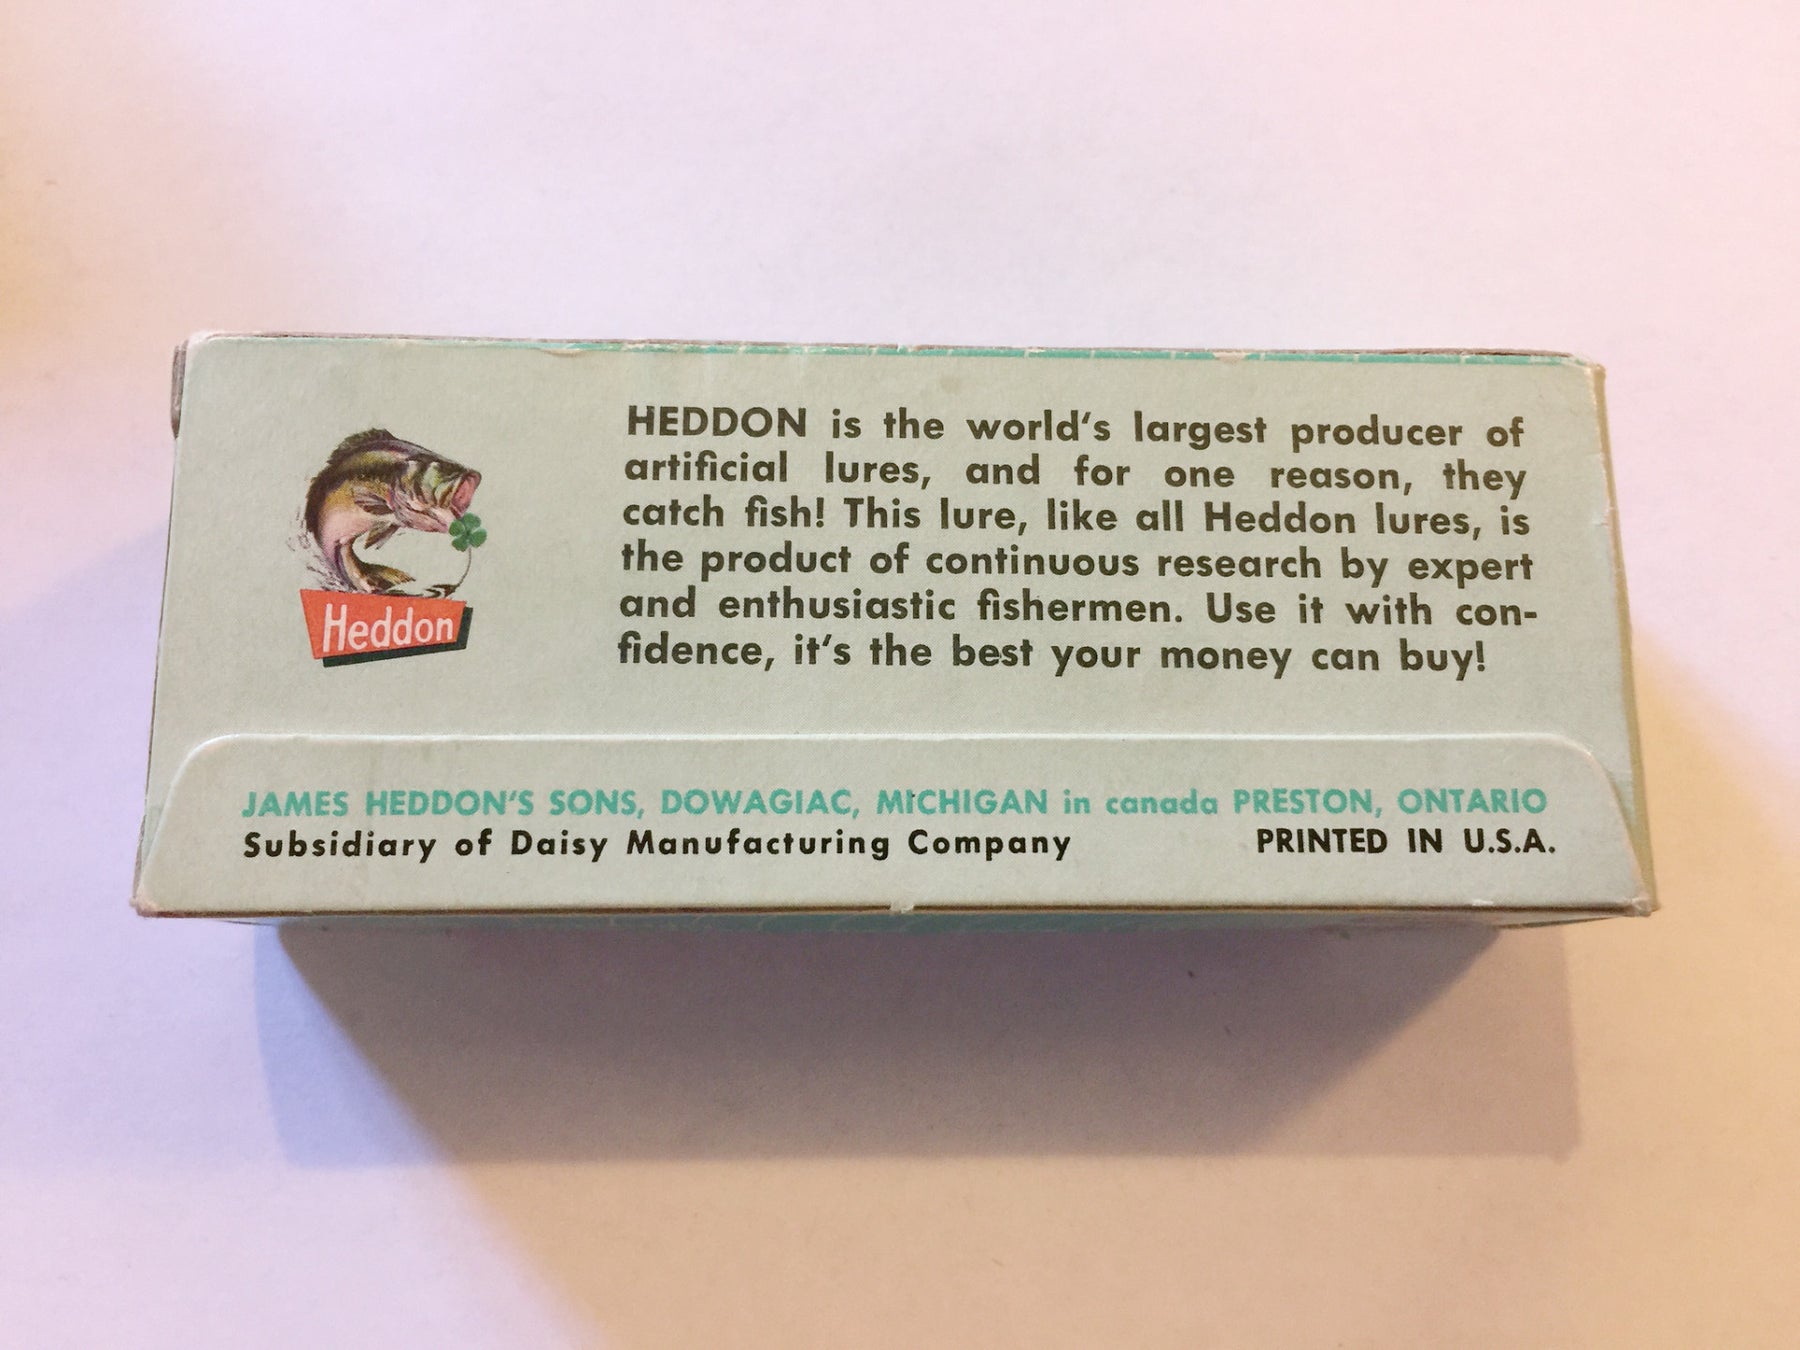 HEDDON is the world's largest producer of
artificial lures, and for one reason, they
catch fish! This lure, like all Heddon lures, is
the product of continuous research by expert
and enthusiastic fishermen. Use it with con-
fidence, it's the best your money can buy!
Heddon
JAMES HEDDON'S SONS, DOWAGIAC, MICHIGAN in canada PRESTON, ONTARIO
Subsidiary of Daisy Manufacturing Company PRINTED IN U.S.A.